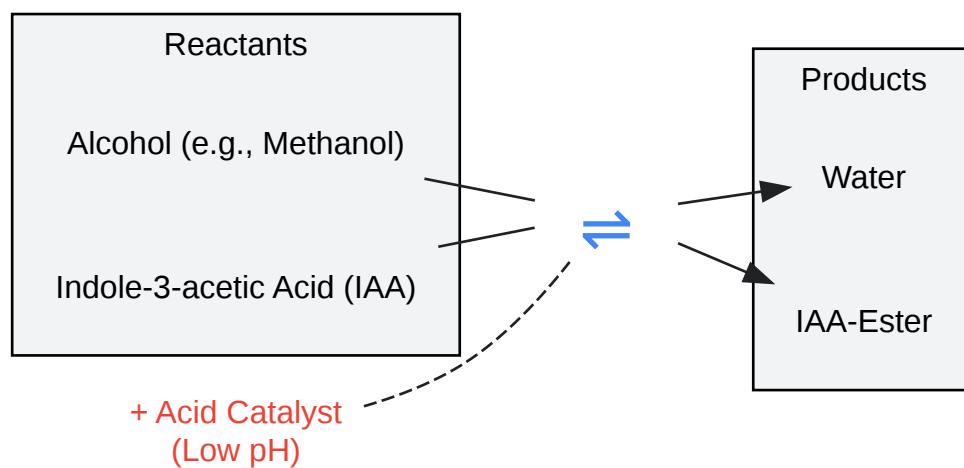 Reactants
Alcohol (e.g., Methanol)
Indole-3-acetic Acid (IAA)
+ Acid Catalyst
(Low pH)
⇌
Products
Water
IAA-Ester